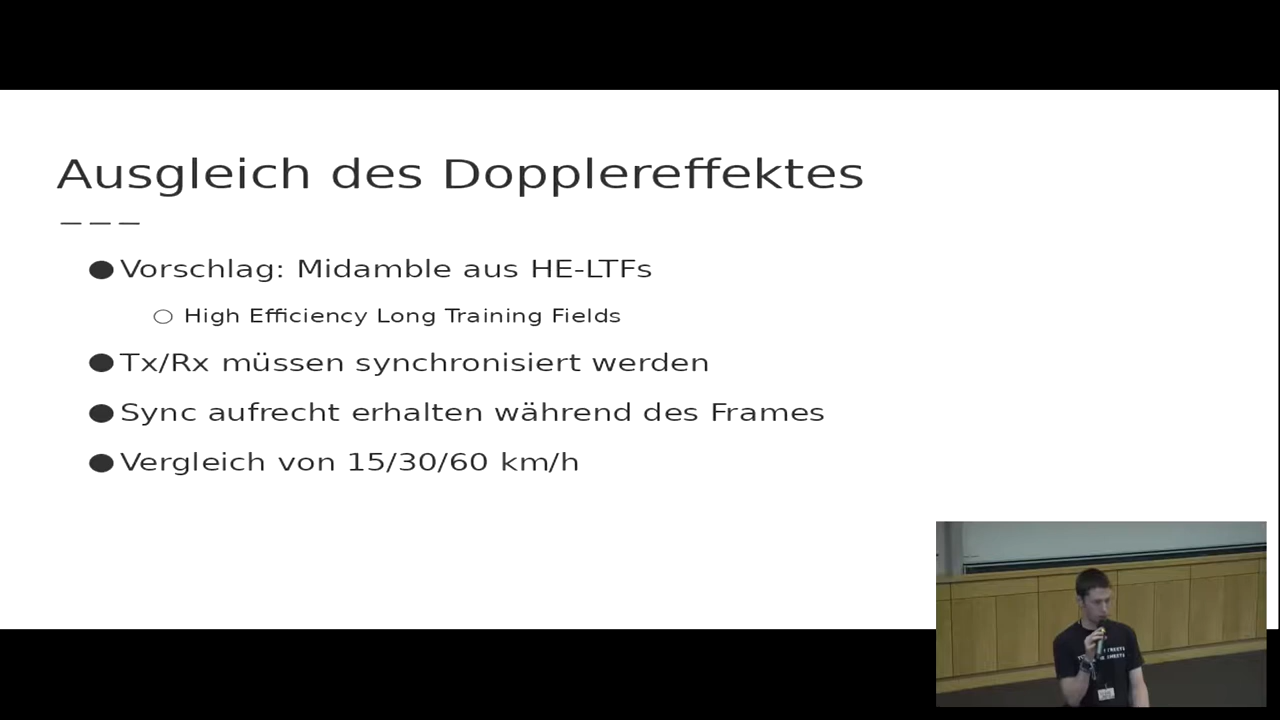 Ausgleich des Dopplereffektes
● Vorschlag: Midamble aus HE-LTFs
○ High Efficiency Long Training Fields
● Tx/Rx müssen synchronisiert werden
● Sync aufrecht erhalten während des Frames
● Vergleich von 15/30/60 km/h